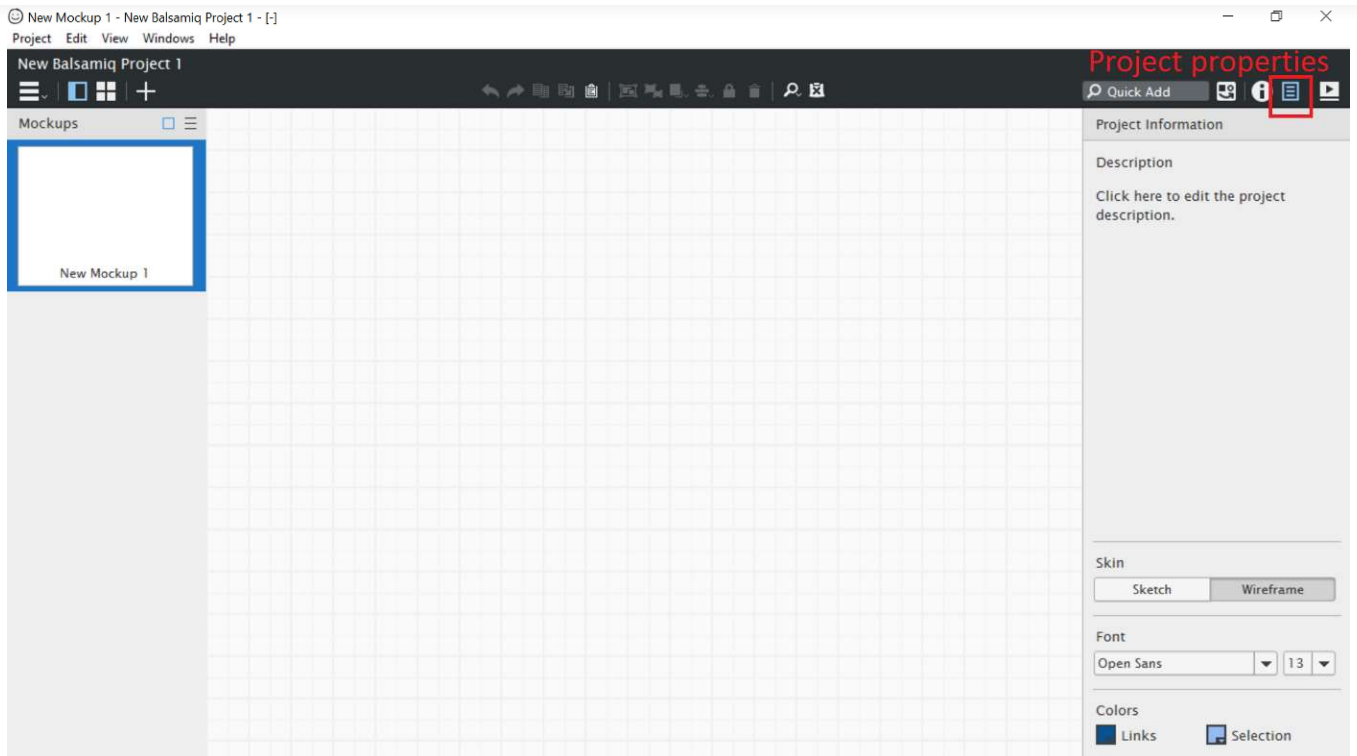 New Mockup 1 - New Balsamiq Project 1 - [-]
Project Edit View Windows Help
New Balsamiq Project 1
Project properties
Quick Add
Mockups
Project Information
Description
Click here to edit the project
description.
New Mockup 1
Skin
Sketch Wireframe
Font
Open Sans 13
Colors
Links Selection